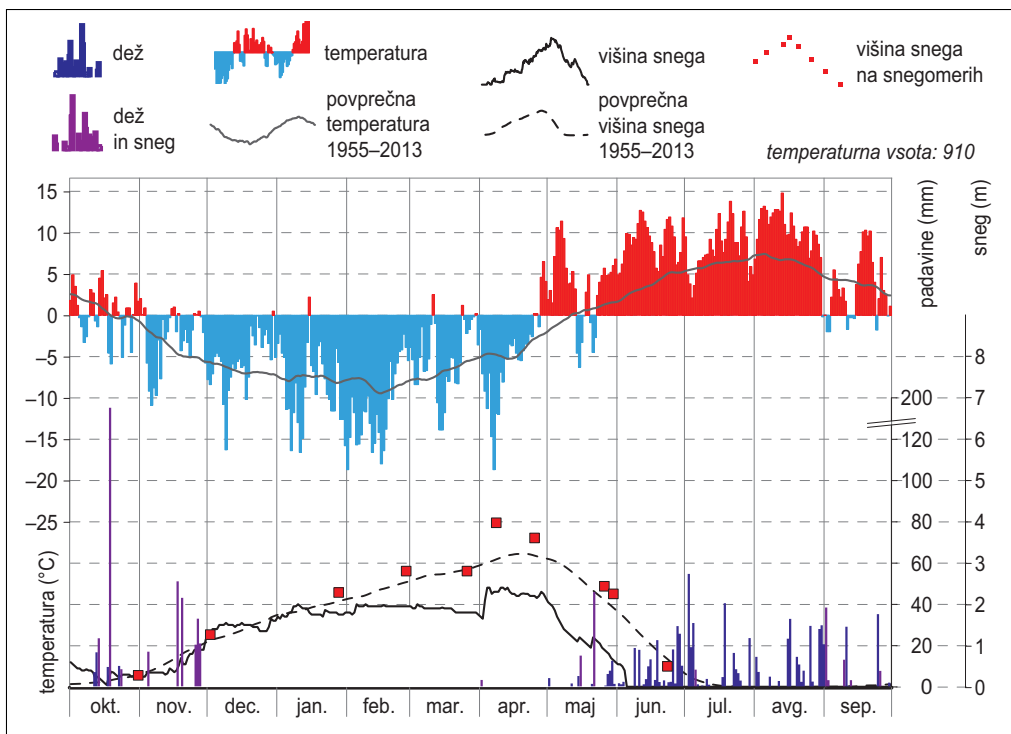 dež
temperatura
višina snega
višina snega
na snegomerih
dež
in sneg
povprečna
temperatura
1955–2013
povprečna
višina snega
1955–2013
temperaturna vsota: 910
15
10
5
0
−5
−10
−15
−20
−25
temperatura (°C)
padavine (mm)
sneg (m)
200
120
100
80
60
40
20
0
8
7
6
5
4
3
2
1
0
okt. nov. dec. jan. feb. mar. apr. maj jun. jul. avg. sep.